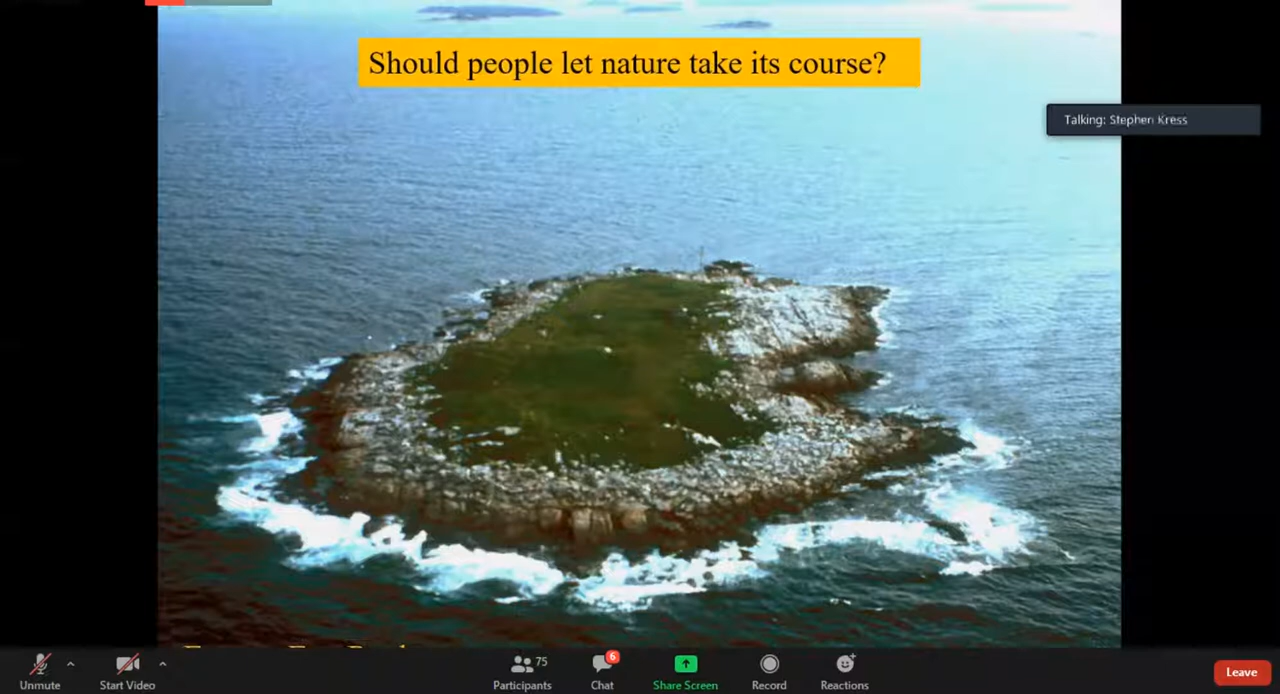 Should people let nature take its course?
Talking: Stephen Kress
75
6
Unmute
Start Video
Participants
Chat
Share Screen
Record
Reactions
Leave